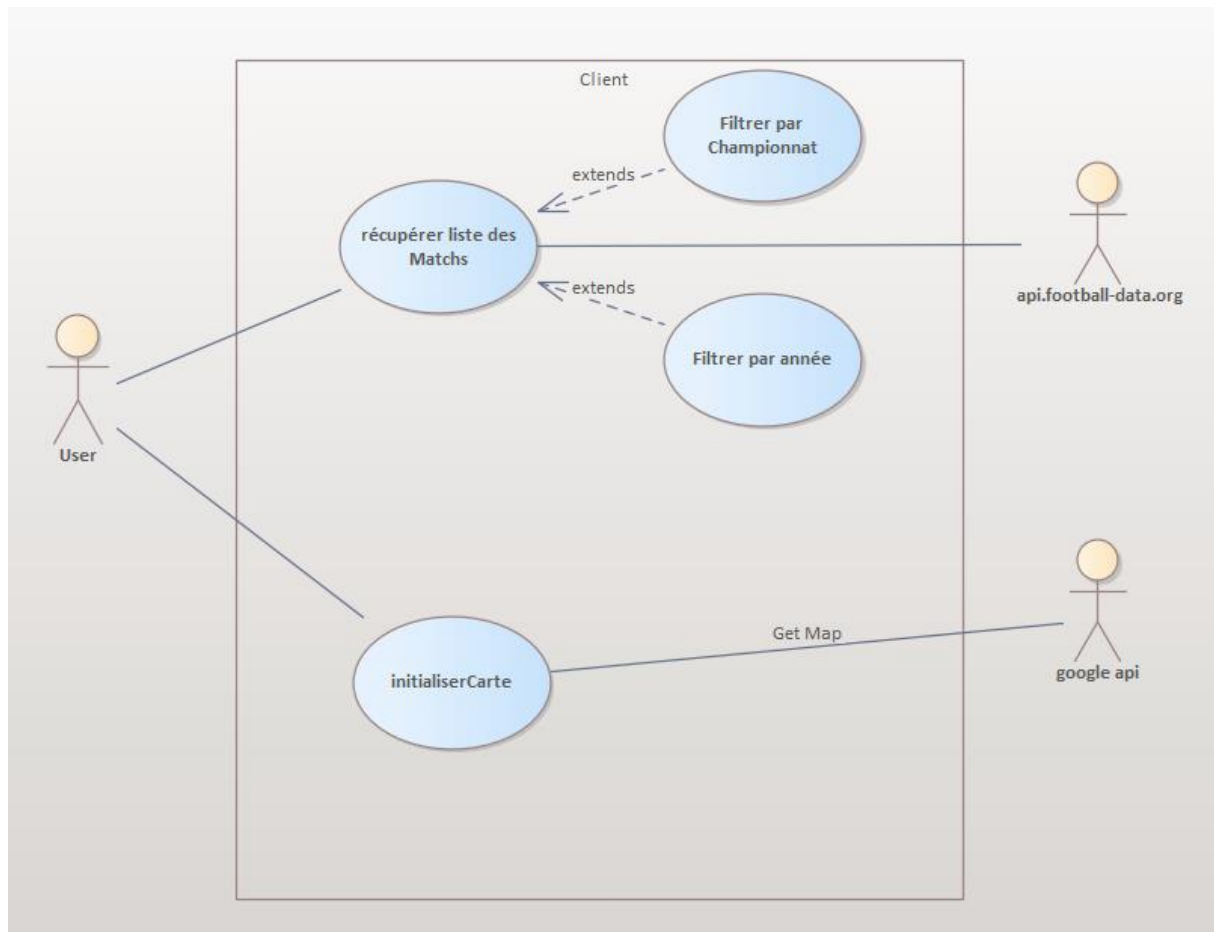 Client
Filtrer par
Championnat
extends
récupérer liste des
Matchs
api.football-data.org
extends
Filtrer par année
User
Get Map
google api
initialiserCarte